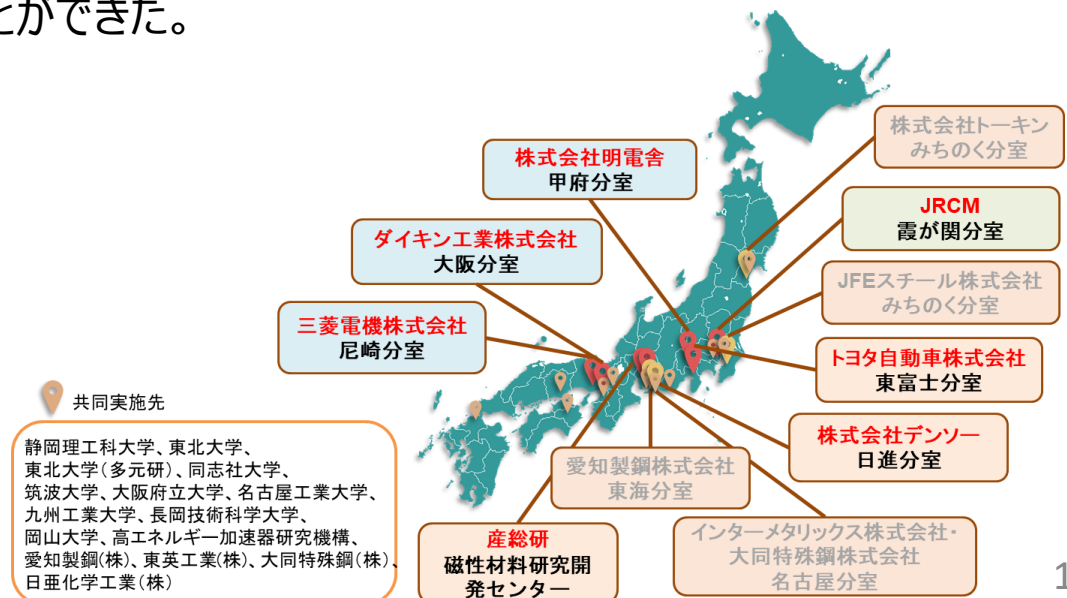 とができた。
株式会社トーキン
みちのく分室
株式会社明電舎
甲府分室
JRCM
霞が関分室
ダイキン工業株式会社
大阪分室
JFEスチール株式会社
みちのく分室
三菱電機株式会社
尼崎分室
トヨタ自動車株式会社
東富士分室
共同実施先
株式会社デンソー
日進分室
静岡理工科大学、東北大学、
東北大学(多元研)、同志社大学、
筑波大学、大阪府立大学、名古屋工業大学、
九州工業大学、長岡技術科学大学、
岡山大学、高エネルギー加速器研究機構、
愛知製鋼(株)、東英工業(株)、大同特殊鋼(株)、
日亜化学工業(株)
愛知製鋼株式会社
東海分室
産総研
磁性材料研究開
発センター
インターメタリックス株式会社・
大同特殊鋼株式会社
名古屋分室
1